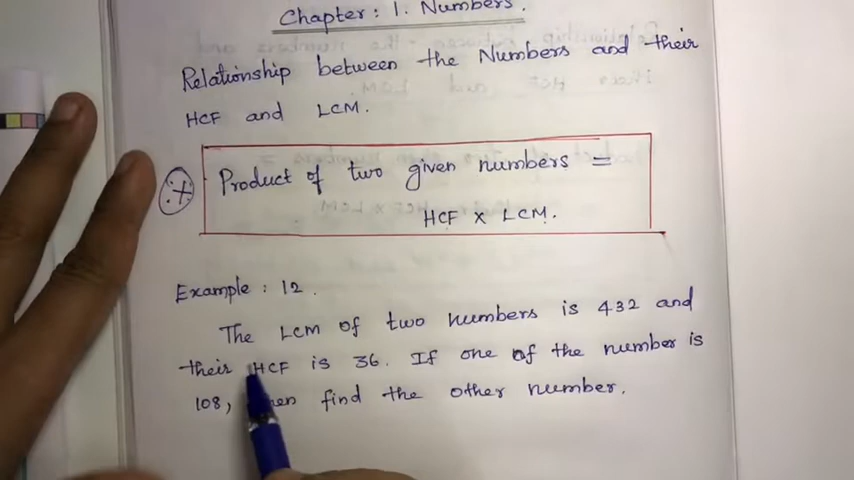 Chapter: 1. Numbers.
Relationship between the Numbers and their
HCF and LCM.
Product of two given numbers =
HCF x LCM.
Example : 12.
The LCM of two numbers is 432 and
their HCF is 36. If one of the number is
108, find the other number.